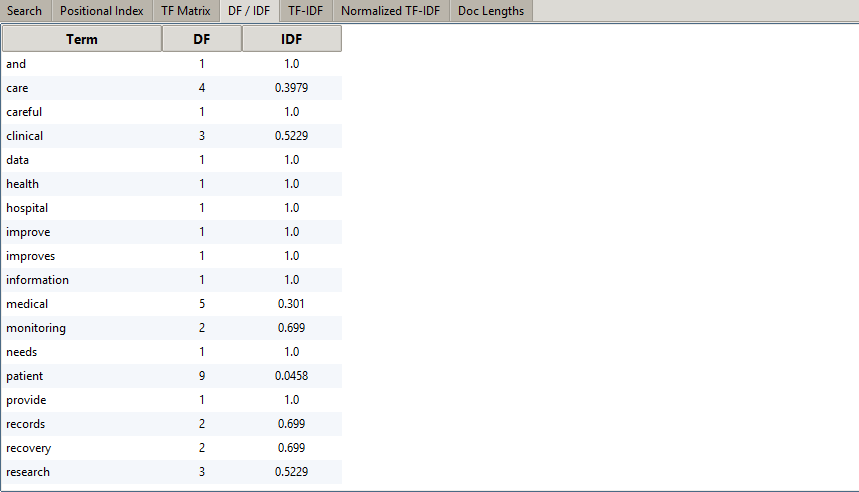 Search Positional Index TF Matrix DF / IDF TF-IDF Normalized TF-IDF Doc Lengths
Term DF IDF
and 1 1.0
care 4 0.3979
careful 1 1.0
clinical 3 0.5229
data 1 1.0
health 1 1.0
hospital 1 1.0
improve 1 1.0
improves 1 1.0
information 1 1.0
medical 5 0.301
monitoring 2 0.699
needs 1 1.0
patient 9 0.0458
provide 1 1.0
records 2 0.699
recovery 2 0.699
research 3 0.5229